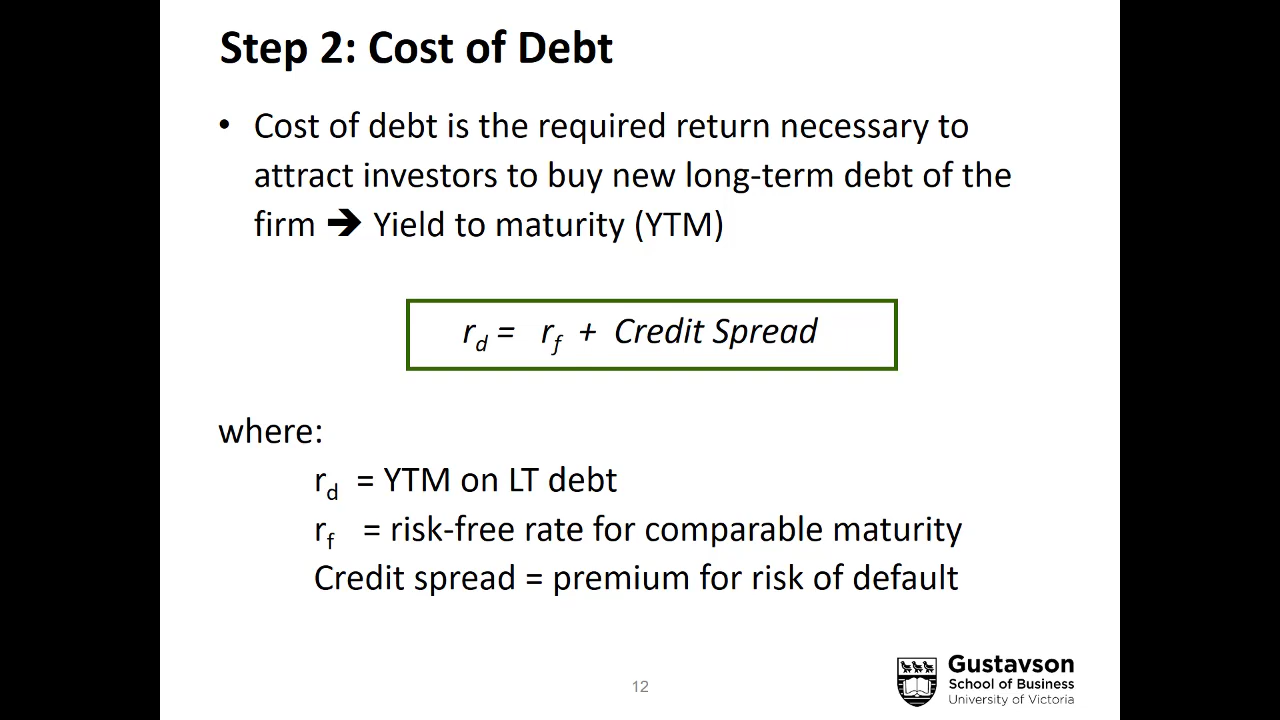 Step 2: Cost of Debt
• Cost of debt is the required return necessary to
attract investors to buy new long-term debt of the
firm ➔ Yield to maturity (YTM)
r_d = r_f + Credit Spread
where:
r_d = YTM on LT debt
r_f = risk-free rate for comparable maturity
Credit spread = premium for risk of default
12
Gustavson
School of Business
University of Victoria